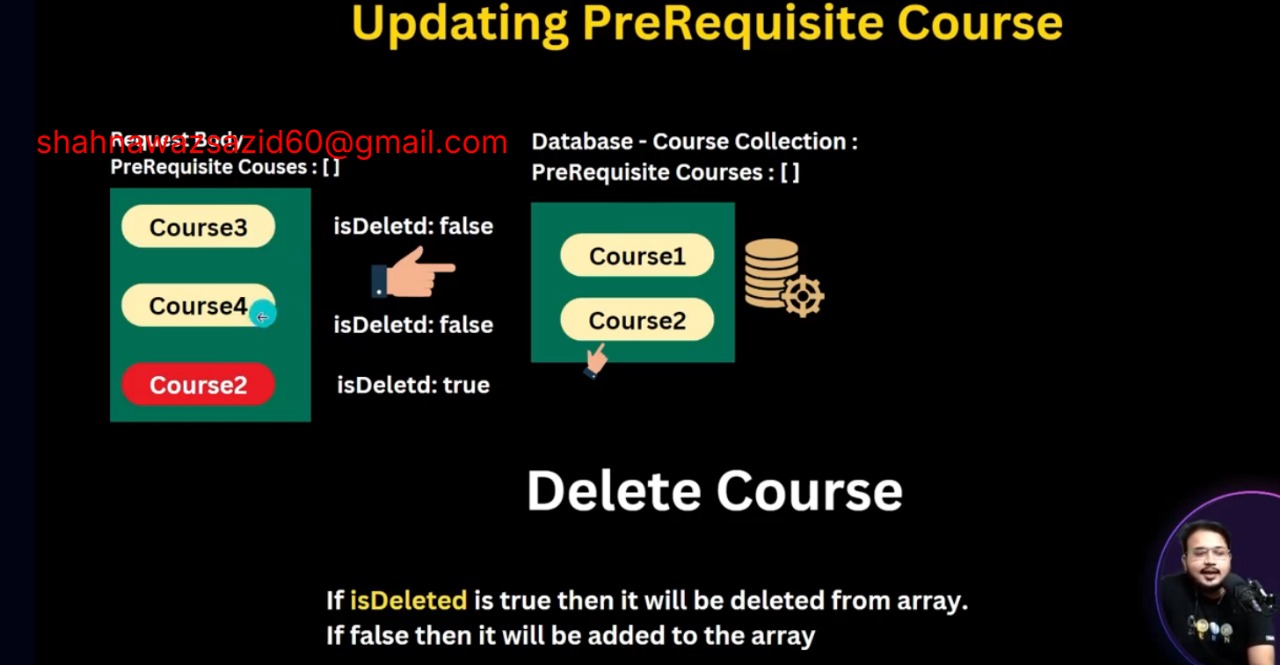 Updating PreRequisite Course
shahnawazsazid60@gmail.com
Request Body
PreRequisite Couses : [ ]
Course3
isDeletd: false
Course4
isDeletd: false
Course2
isDeletd: true
Database - Course Collection :
PreRequisite Courses : [ ]
Course1
Course2
Delete Course
If isDeleted is true then it will be deleted from array.
If false then it will be added to the array